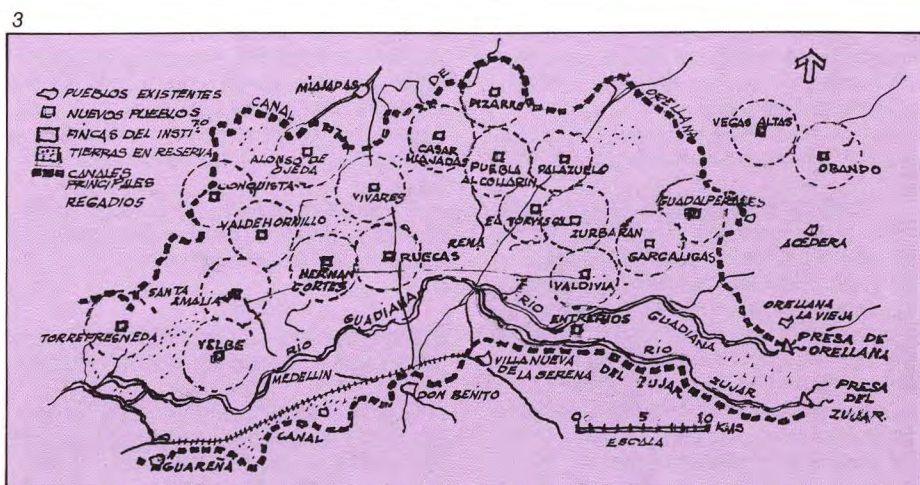 3
PUEBLOS EXISTENTES
NUEVOS PUEBLOS
FINCAS DEL INSTI-TO
TIERRAS EN RESERVA
CANALES PRINCIPALES
REGADIOS
CANAL
DE
ORELLANA
MIAJADAS
PIZARRO
ALONSO DE
OJEDA
CASAR
MIAJADAS
PUEBLA
ALCOLLARIN
PALAZUELO
VEGAS ALTAS
OBANDO
CONQUISTA
VIVARES
GUADALPERALES
VALDEHORNILLO
EL TORVISCAL
ZURBARAN
ACEDERA
RENA
GARGALIGAS
HERNAN
CORTES
RUECAS
VALDIVIA
SANTA
AMALIA
RIO
GUADIANA
RIO
GUADIANA
ORELLANA
LA VIEJA
TORREFRESNEDA
YELBE
ENTRERIOS
PRESA DE
ORELLANA
MEDELLIN
VILLANUEVA
DE LA SERENA
RIO
ZUJAR
DEL ZUJAR
DON BENITO
PRESA
DEL
ZUJAR
CANAL
GUAREÑA
0 5 10
KMS
ESCALA